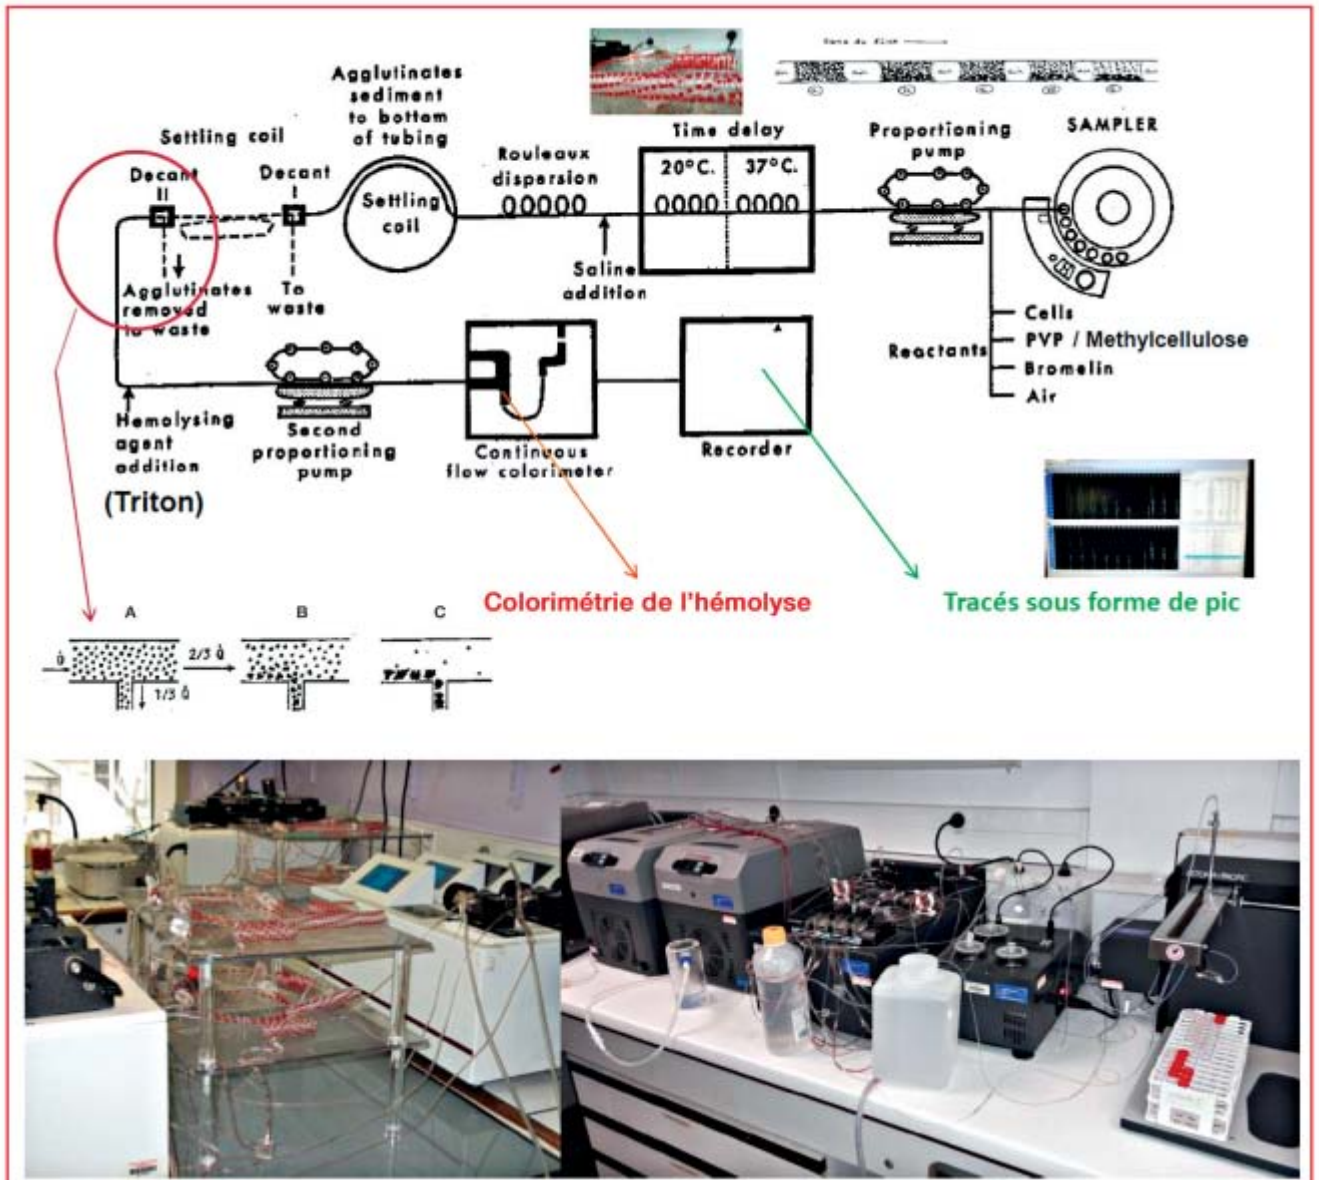 Sens du flux
Agglutinates
sediment
to bottom
of tubing
Settling coil
Decant
II
Decant
I
Settling
coil
Rouleaux
dispersion
Time delay
20°C.
37°C.
Proportioning
pump
SAMPLER
Saline
addition
Agglutinates
removed
to waste
To
waste
Reactants
Cells
PVP / Methylcellulose
Bromelin
Air
Hemolysing
agent
addition
(Triton)
Second
proportioning
pump
Continuous
flow colorimeter
Recorder
Colorimétrie de l'hémolyse
Tracés sous forme de pic
A
B
C
Q̇
2/3 Q̇
1/3 Q̇